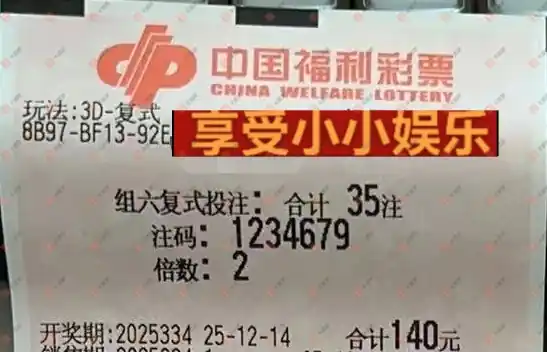 中国福利彩票
CHINA WELFARE LOTTERY
玩法:3D-复式
8B97-BF13-92E
享受小小娱乐
组六复式投注: 合计 35注
注码: 1234679
倍数: 2
开奖期:2025334 25-12-14 合计140元